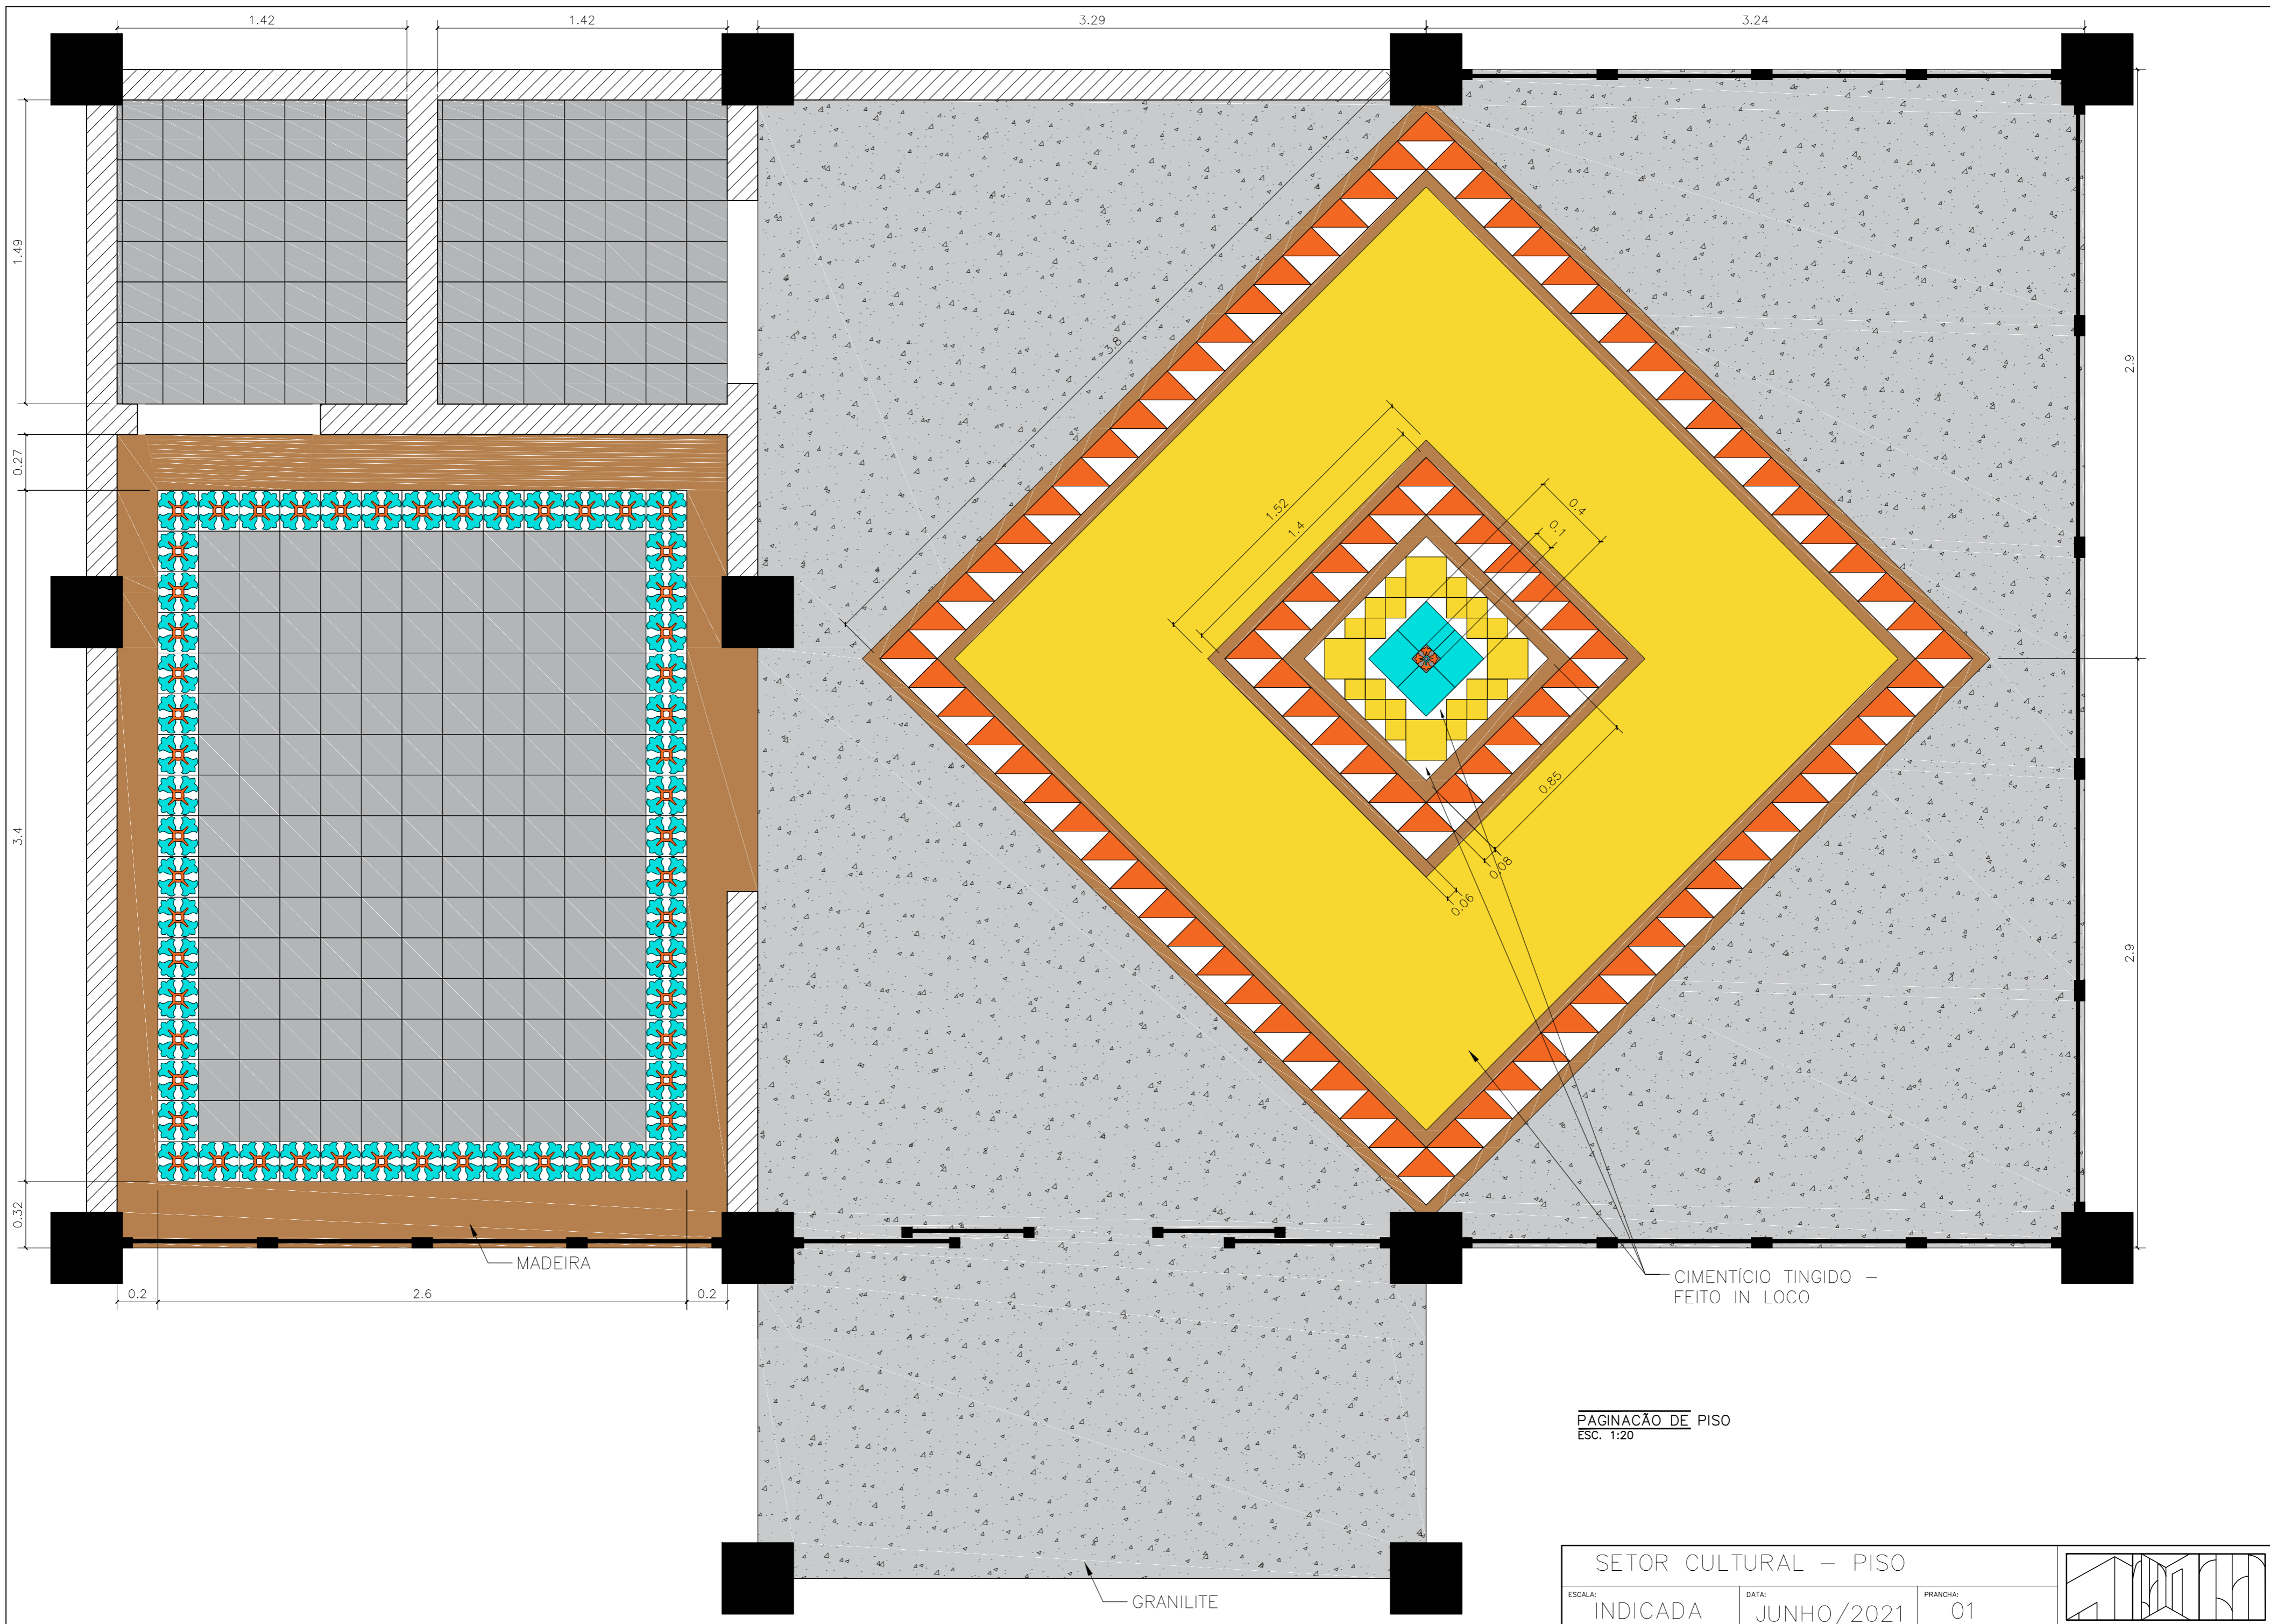 1.42
1.42
3.29
3.24
1.49
0.27
3.4
0.32
3.8
2.9
2.9
1.52
1.4
0.4
0.1
0.85
0.08
0.06
MADEIRA
0.2
2.6
0.2
CIMENTÍCIO TINGIDO –
FEITO IN LOCO
PAGINACÃO DE PISO
ESC. 1:20
GRANILITE
SETOR CULTURAL – PISO
ESCALA:
INDICADA
DATA:
JUNHO/2021
PRANCHA:
01